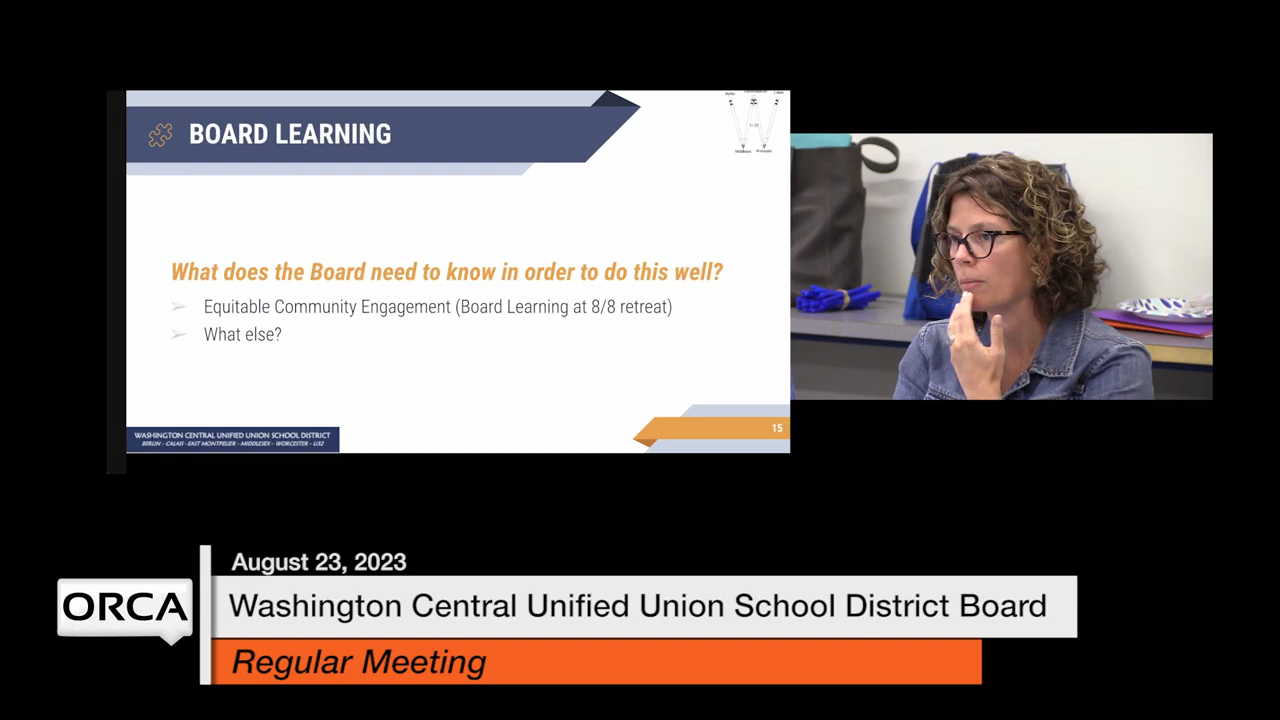 BOARD LEARNING
U-32
What does the Board need to know in order to do this well?
Equitable Community Engagement (Board Learning at 8/8 retreat)
What else?
15
WASHINGTON CENTRAL UNIFIED UNION SCHOOL DISTRICT
BERLIN – CALAIS – EAST MONTPELIER – MIDDLESEX – WORCESTER – U32
August 23, 2023
ORCA
Washington Central Unified Union School District Board
Regular Meeting